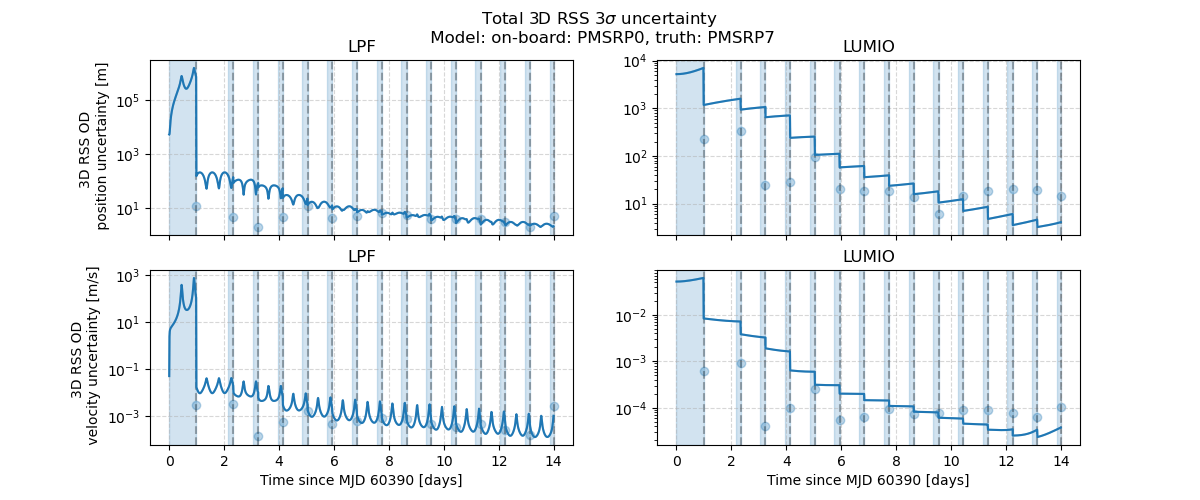 Total 3D RSS 3σ uncertainty
Model: on-board: PMSRP0, truth: PMSRP7
LPF
LUMIO
3D RSS OD
position uncertainty [m]
10^5
10^3
10^1
10^4
10^3
10^2
10^1
LPF
LUMIO
3D RSS OD
velocity uncertainty [m/s]
10^3
10^1
10^−1
10^−3
10^−2
10^−3
10^−4
0 2 4 6 8 10 12 14
0 2 4 6 8 10 12 14
Time since MJD 60390 [days]
Time since MJD 60390 [days]